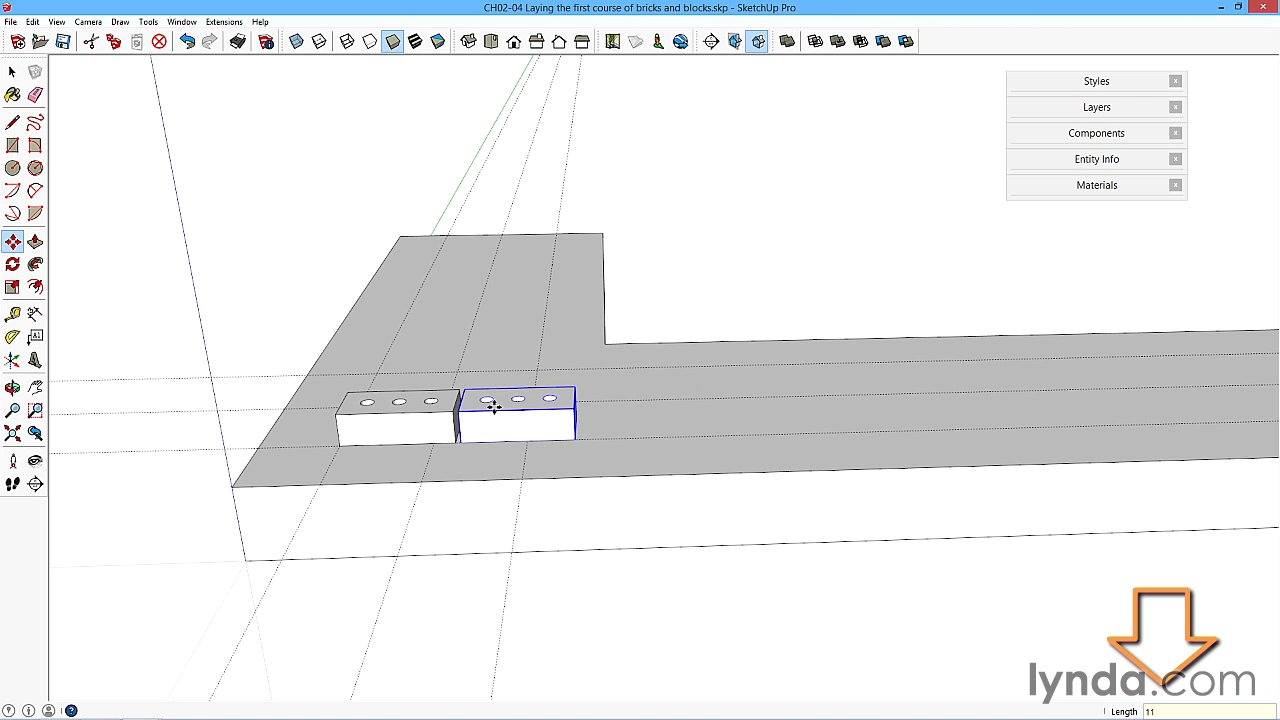 CH02-04 Laying the first course of bricks and blocks.skp - SketchUp Pro
File Edit View Camera Draw Tools Window Extensions Help
Styles
Layers
Components
Entity Info
Materials
lynda.com
Length 11